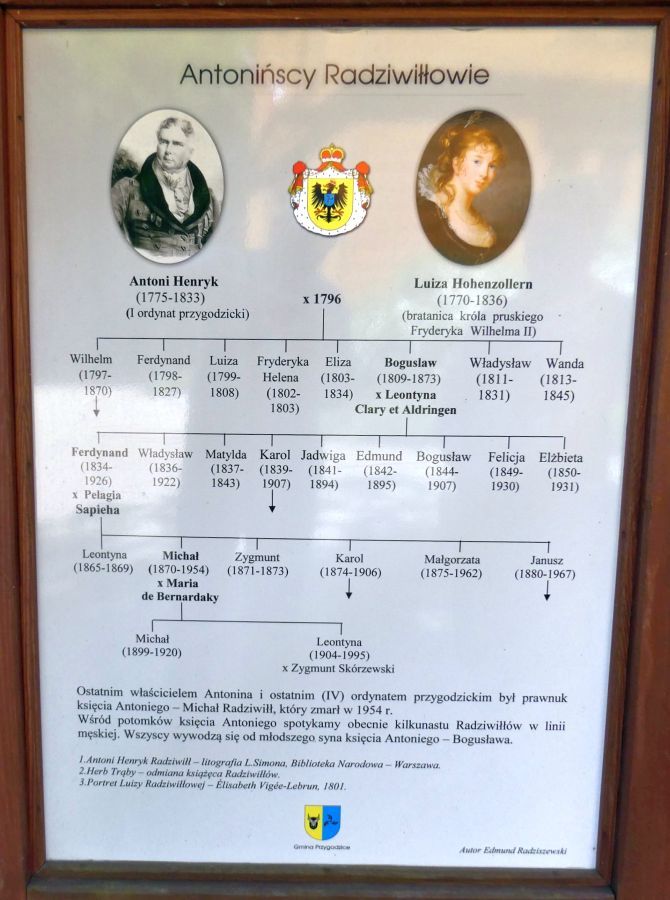 Antonińscy Radziwiłłowie
Antoni Henryk
(1775-1833)
(I ordynat przygodzicki)
x 1796
Luiza Hohenzollern
(1770-1836)
(bratanica króla pruskiego
Fryderyka Wilhelma II)
Wilhelm
(1797-
1870)
Ferdynand
(1798-
1827)
Luiza
(1799-
1808)
Fryderyka
Helena
(1802-
1803)
Eliza
(1803-
1834)
Bogusław
(1809-1873)
x Leontyna
Clary et Aldringen
Władysław
(1811-
1831)
Wanda
(1813-
1845)
Ferdynand
(1834-
1926)
x Pelagia
Sapieha
Władysław
(1836-
1922)
Matylda
(1837-
1843)
Karol
(1839-
1907)
Jadwiga
(1841-
1894)
Edmund
(1842-
1895)
Bogusław
(1844-
1907)
Felicja
(1849-
1930)
Elżbieta
(1850-
1931)
Leontyna
(1865-1869)
Michał
(1870-1954)
x Maria
de Bernardaky
Zygmunt
(1871-1873)
Karol
(1874-1906)
Małgorzata
(1875-1962)
Janusz
(1880-1967)
Michał
(1899-1920)
Leontyna
(1904-1995)
x Zygmunt Skórzewski
Ostatnim właścicielem Antonina i ostatnim (IV) ordynatem przygodzickim był prawnuk
księcia Antoniego – Michał Radziwiłł, który zmarł w 1954 r.
Wśród potomków księcia Antoniego spotykamy obecnie kilkunastu Radziwiłłów w linii
męskiej. Wszyscy wywodzą się od młodszego syna księcia Antoniego – Bogusława.
1.Antoni Henryk Radziwiłł – litografia L.Simona, Biblioteka Narodowa – Warszawa.
2.Herb Trąby – odmiana książęca Radziwiłłów.
3.Portret Luizy Radziwiłłowej – Élisabeth Vigée-Lebrun, 1801.
Gmina Przygodzice
Autor Edmund Radziszewski